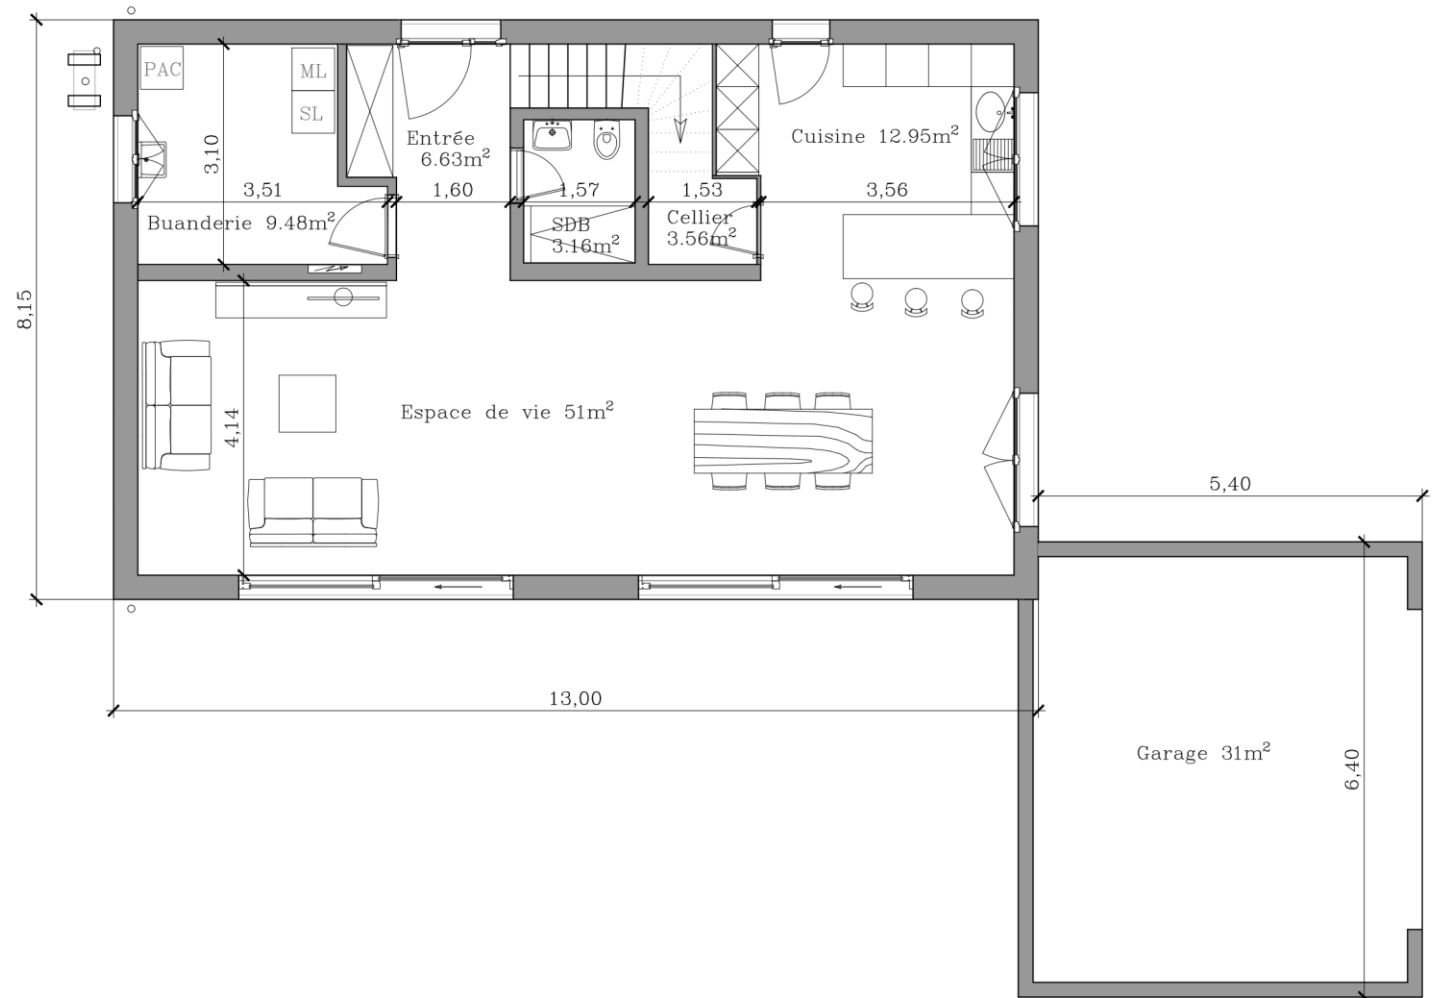 PAC
ML
SL
3,10
Entrée
6.63m²
Cuisine 12.95m²
3,51
1,60
1,57
1,53
3,56
Buanderie 9.48m²
SDB
3.16m²
Cellier
3.56m²
8,15
4,14
Espace de vie 51m²
5,40
13,00
Garage 31m²
6,40